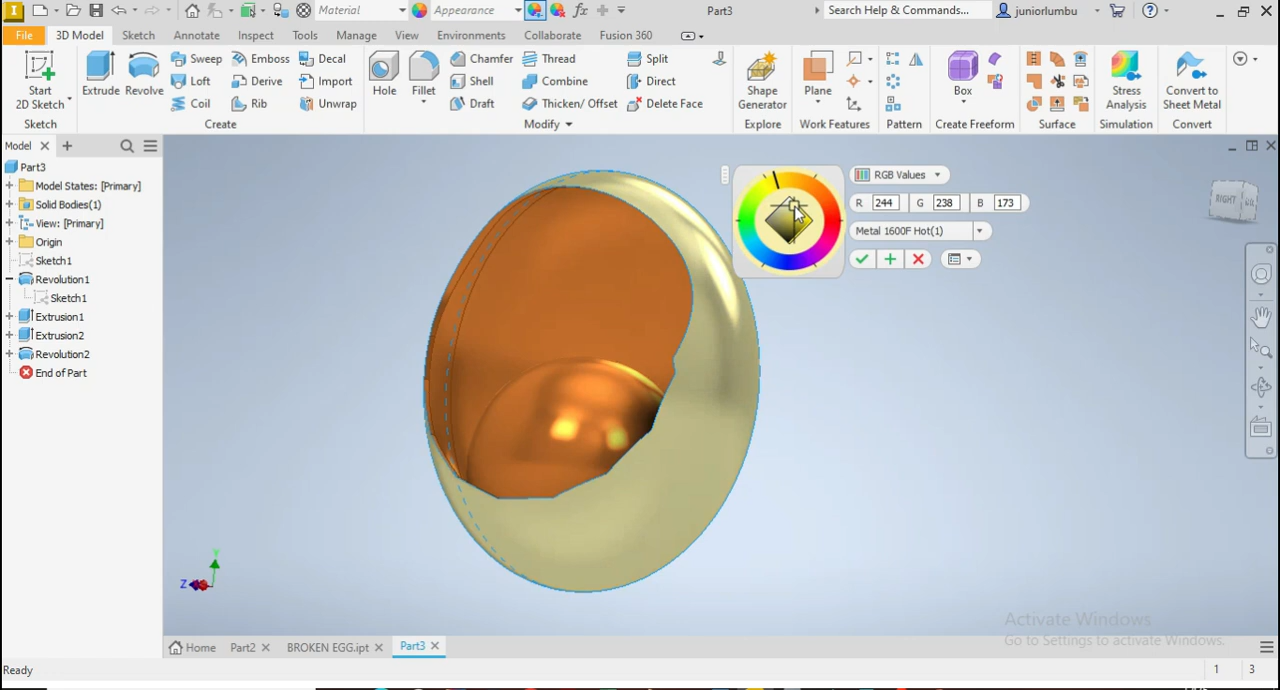 Material
Appearance
Part3
Search Help & Commands...
juniorlumbu
File
3D Model
Sketch
Annotate
Inspect
Tools
Manage
View
Environments
Collaborate
Fusion 360
Start
2D Sketch
Extrude
Revolve
Sweep
Loft
Coil
Emboss
Derive
Rib
Decal
Import
Unwrap
Hole
Fillet
Chamfer
Shell
Draft
Thread
Combine
Thicken/ Offset
Split
Direct
Delete Face
Shape
Generator
Plane
Box
Stress
Analysis
Convert to
Sheet Metal
Sketch
Create
Modify
Explore
Work Features
Pattern
Create Freeform
Surface
Simulation
Convert
Model
Part3
Model States: [Primary]
Solid Bodies(1)
View: [Primary]
Origin
Sketch1
Revolution1
Sketch1
Extrusion1
Extrusion2
Revolution2
End of Part
RGB Values
R 244 G 238 B 173
Metal 1600F Hot(1)
RIGHT
Y
Z
Activate Windows
Go to Settings to activate Windows.
Home
Part2
BROKEN EGG.ipt
Part3
Ready
1 3